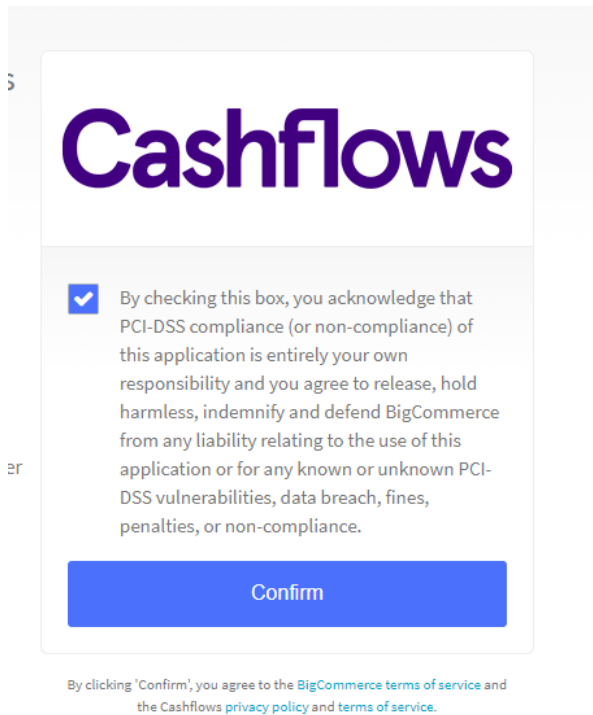 s
Cashflows
By checking this box, you acknowledge that
PCI-DSS compliance (or non-compliance) of
this application is entirely your own
responsibility and you agree to release, hold
harmless, indemnify and defend BigCommerce
from any liability relating to the use of this
application or for any known or unknown PCI-
DSS vulnerabilities, data breach, fines,
penalties, or non-compliance.
er
Confirm
By clicking 'Confirm', you agree to the BigCommerce terms of service and
the Cashflows privacy policy and terms of service.